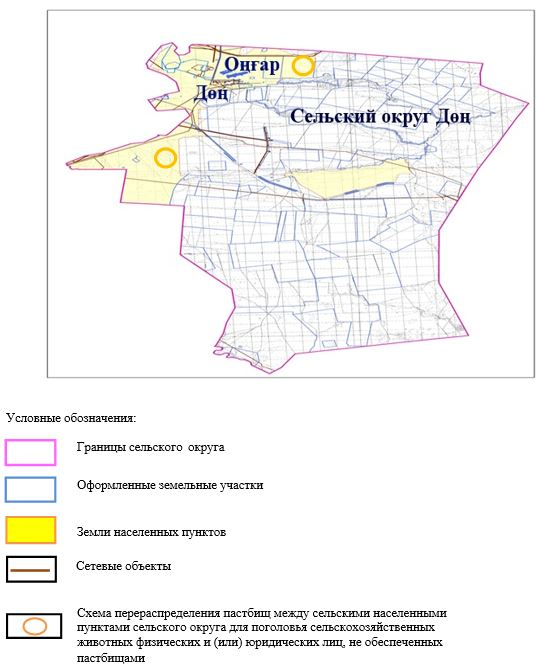 Оңғар
Дөң
Сельский округ Дөң
Условные обозначения:
Границы сельского округа
Оформленные земельные участки
Земли населенных пунктов
Сетевые объекты
Схема перераспределения пастбищ между сельскими населенными
пунктами сельского округа для поголовья сельскохозяйственных
животных физических и (или) юридических лиц, не обеспеченных
пастбищами